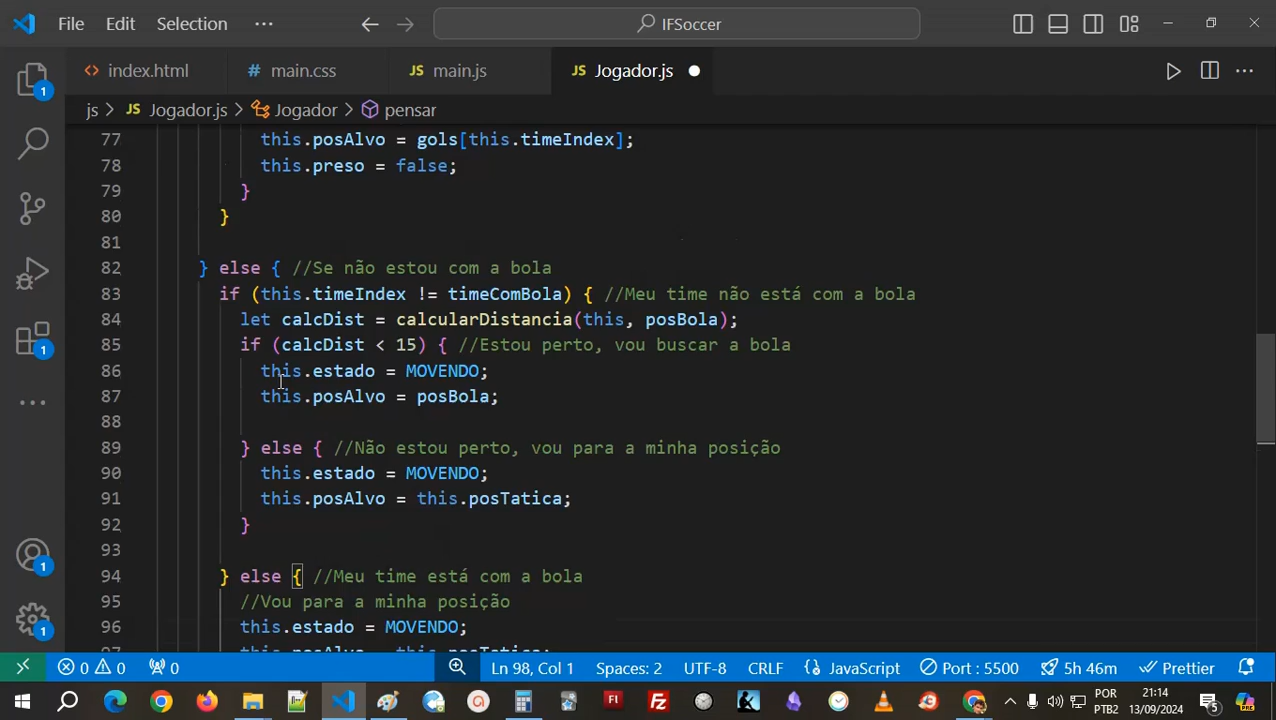 File Edit Selection ··· IFSoccer
index.html main.css JS main.js JS Jogador.js
js > JS Jogador.js > Jogador > pensar
77 this.posAlvo = gols[this.timeIndex];
78 this.preso = false;
79 }
80 }
81
82 } else { //Se não estou com a bola
83 if (this.timeIndex != timeComBola) { //Meu time não está com a bola
84 let calcDist = calcularDistancia(this, posBola);
85 if (calcDist < 15) { //Estou perto, vou buscar a bola
86 this.estado = MOVENDO;
87 this.posAlvo = posBola;
88
89 } else { //Não estou perto, vou para a minha posição
90 this.estado = MOVENDO;
91 this.posAlvo = this.posTatica;
92 }
93
94 } else { //Meu time está com a bola
95 //Vou para a minha posição
96 this.estado = MOVENDO;
97 this.posAlvo = this.posTatica;
0 0 0 Ln 98, Col 1 Spaces: 2 UTF-8 CRLF JavaScript Port : 5500 5h 46m Prettier
POR 21:14
PTB2 13/09/2024